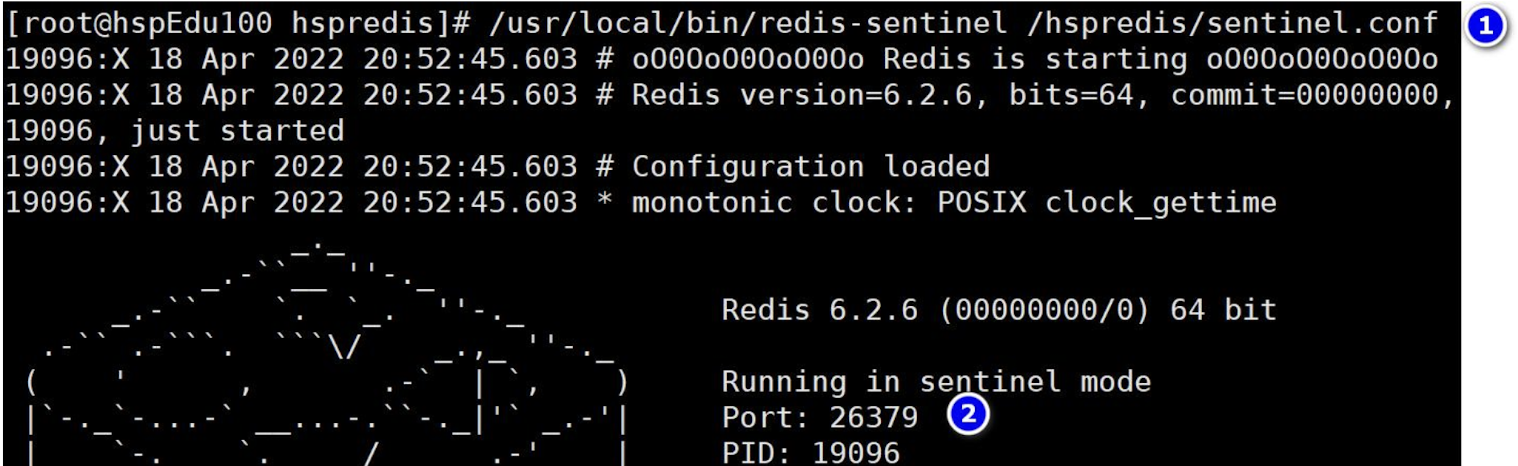 [root@hspEdu100 hspredis]# /usr/local/bin/redis-sentinel /hspredis/sentinel.conf 1
19096:X 18 Apr 2022 20:52:45.603 # oO0OoO0OoO0Oo Redis is starting oO0OoO0OoO0Oo
19096:X 18 Apr 2022 20:52:45.603 # Redis version=6.2.6, bits=64, commit=00000000,
19096, just started
19096:X 18 Apr 2022 20:52:45.603 # Configuration loaded
19096:X 18 Apr 2022 20:52:45.603 * monotonic clock: POSIX clock_gettime
Redis 6.2.6 (00000000/0) 64 bit
Running in sentinel mode
Port: 26379 2
PID: 19096